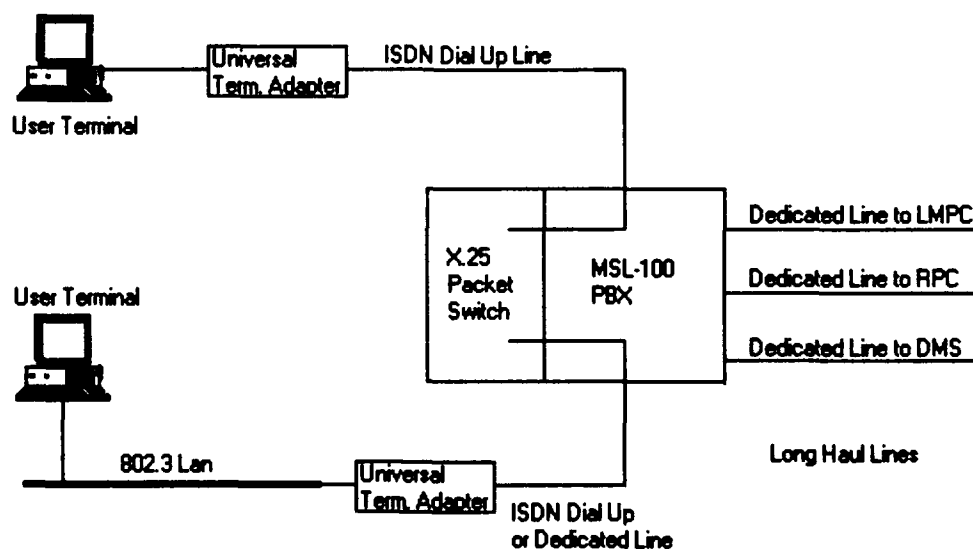 Universal
Term. Adapter
ISDN Dial Up Line
User Terminal
X.25
Packet
Switch
MSL-100
PBX
Dedicated Line to LMPC
Dedicated Line to RPC
Dedicated Line to DMS
Long Haul Lines
User Terminal
802.3 Lan
Universal
Term. Adapter
ISDN Dial Up
or Dedicated Line